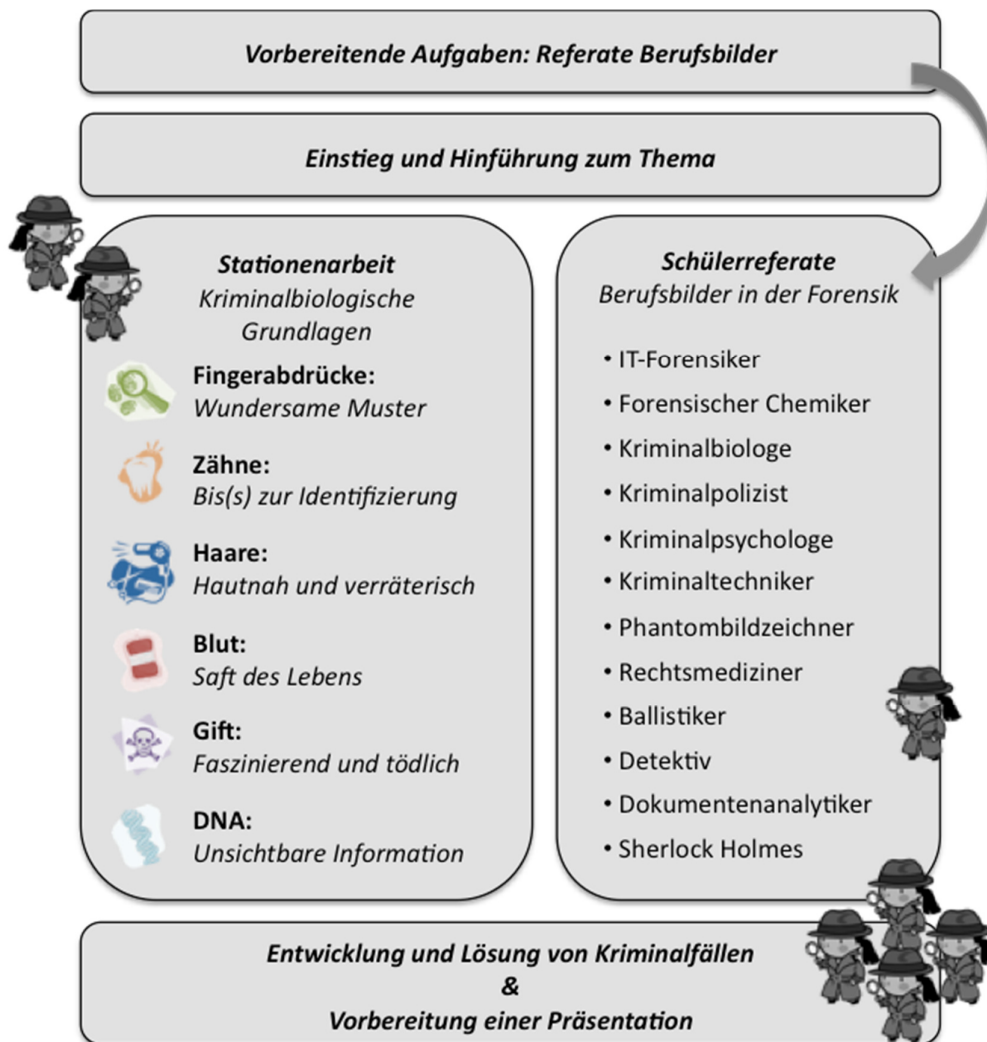 Vorbereitende Aufgaben: Referate Berufsbilder
Einstieg und Hinführung zum Thema
Stationenarbeit
Kriminalbiologische
Grundlagen
Fingerabdrücke:
Wundersame Muster
Zähne:
Bis(s) zur Identifizierung
Haare:
Hautnah und verräterisch
Blut:
Saft des Lebens
Gift:
Faszinierend und tödlich
DNA:
Unsichtbare Information
Schülerreferate
Berufsbilder in der Forensik
• IT-Forensiker
• Forensischer Chemiker
• Kriminalbiologe
• Kriminalpolizist
• Kriminalpsychologe
• Kriminaltechniker
• Phantombildzeichner
• Rechtsmediziner
• Ballistiker
• Detektiv
• Dokumentenanalytiker
• Sherlock Holmes
Entwicklung und Lösung von Kriminalfällen
&
Vorbereitung einer Präsentation